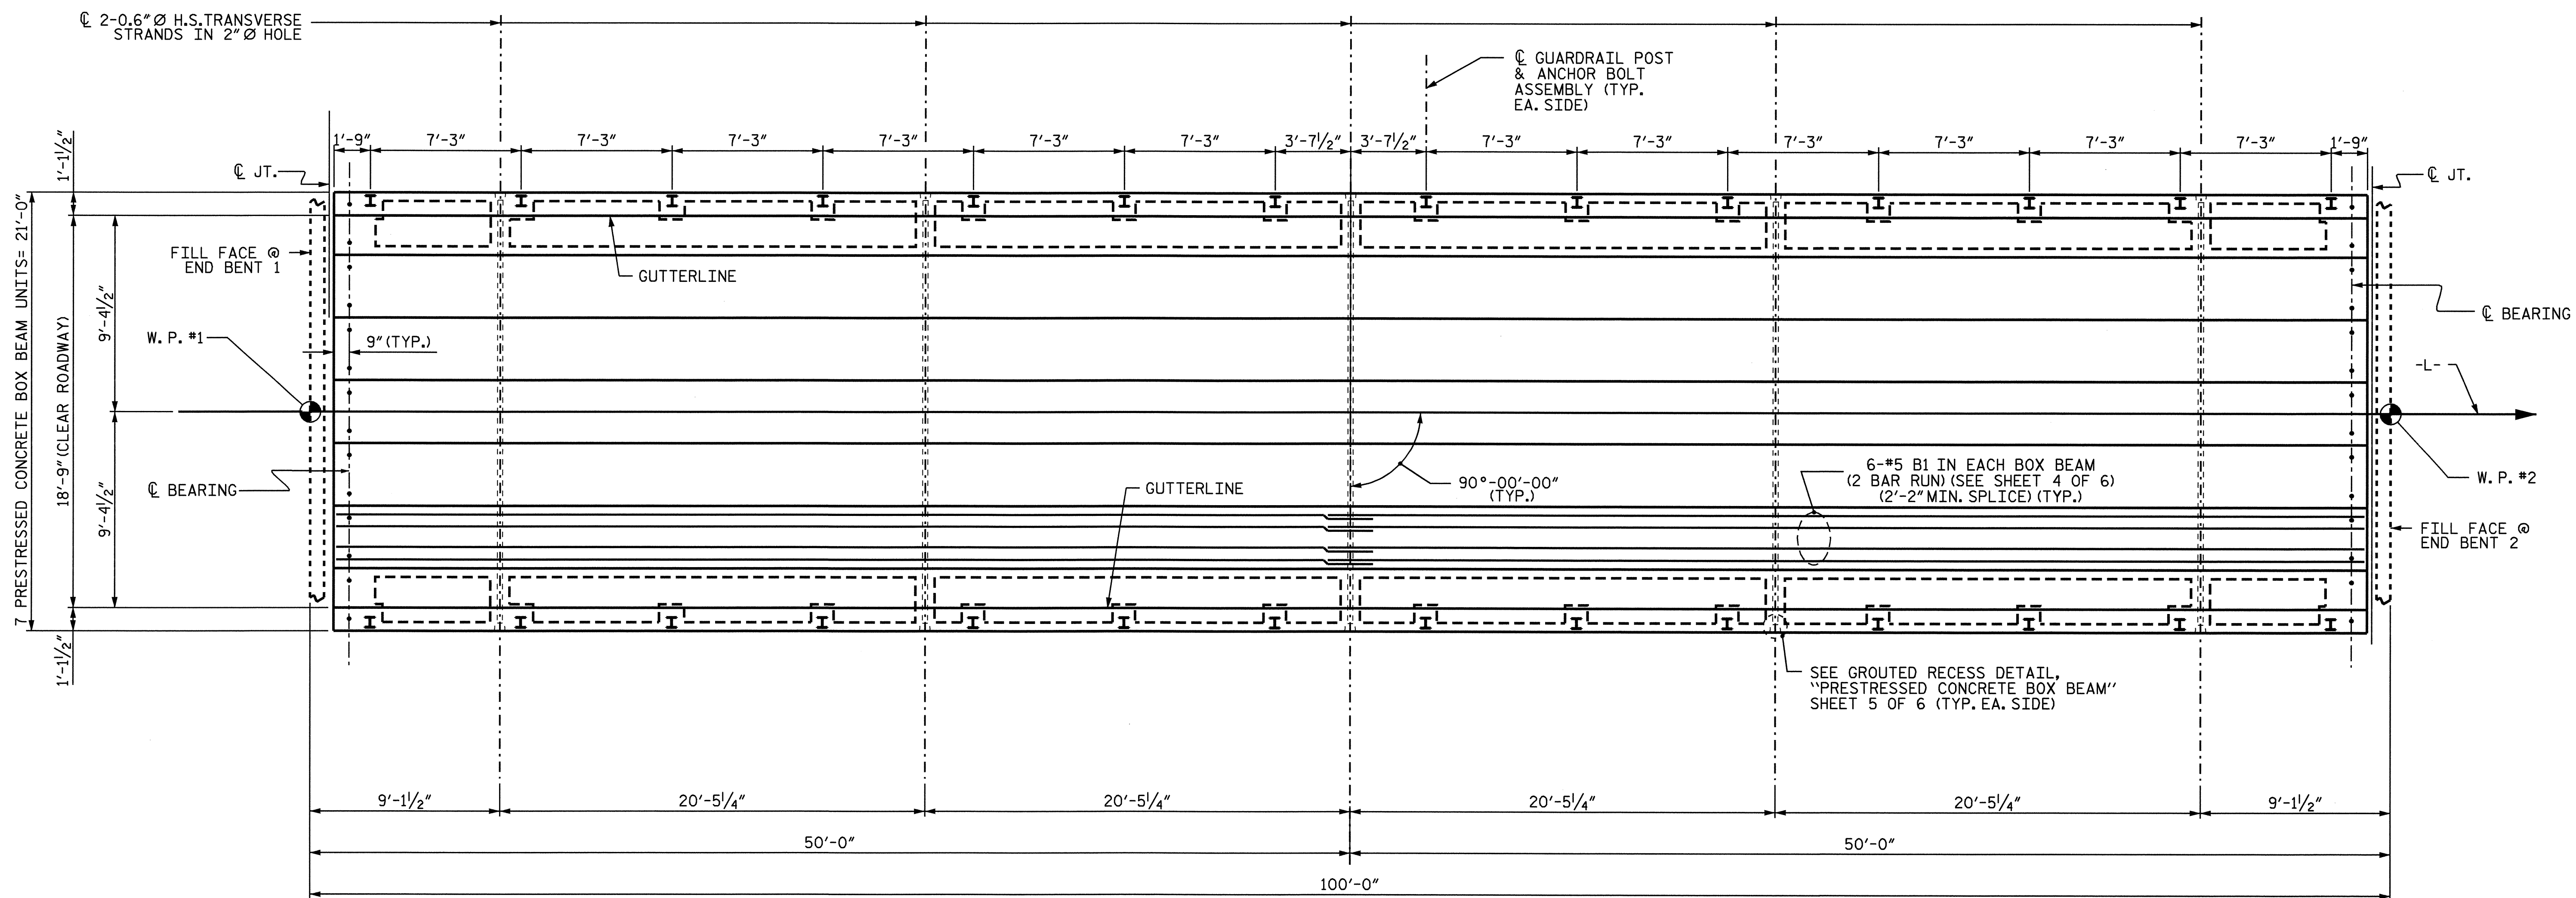 ℄ 2-0.6" Ø H.S. TRANSVERSE
STRANDS IN 2" Ø HOLE
℄ GUARDRAIL POST
& ANCHOR BOLT
ASSEMBLY (TYP.
EA. SIDE)
1'-1½"
1'-9"
7'-3"
7'-3"
7'-3"
7'-3"
7'-3"
7'-3"
3'-7½"
3'-7½"
7'-3"
7'-3"
7'-3"
7'-3"
7'-3"
7'-3"
1'-9"
℄ JT.
℄ JT.
FILL FACE @
END BENT 1
GUTTERLINE
7 PRESTRESSED CONCRETE BOX BEAM UNITS= 21'-0"
18'-9" (CLEAR ROADWAY)
9'-4½"
9'-4½"
1'-1½"
W.P. #1
9" (TYP.)
℄ BEARING
℄ BEARING
-L-
90°-00'-00"
(TYP.)
GUTTERLINE
6-#5 B1 IN EACH BOX BEAM
(2 BAR RUN) (SEE SHEET 4 OF 6)
(2'-2" MIN. SPLICE) (TYP.)
W.P. #2
FILL FACE @
END BENT 2
SEE GROUTED RECESS DETAIL,
"PRESTRESSED CONCRETE BOX BEAM"
SHEET 5 OF 6 (TYP. EA. SIDE)
9'-1½"
20'-5¼"
20'-5¼"
20'-5¼"
20'-5¼"
9'-1½"
50'-0"
50'-0"
100'-0"